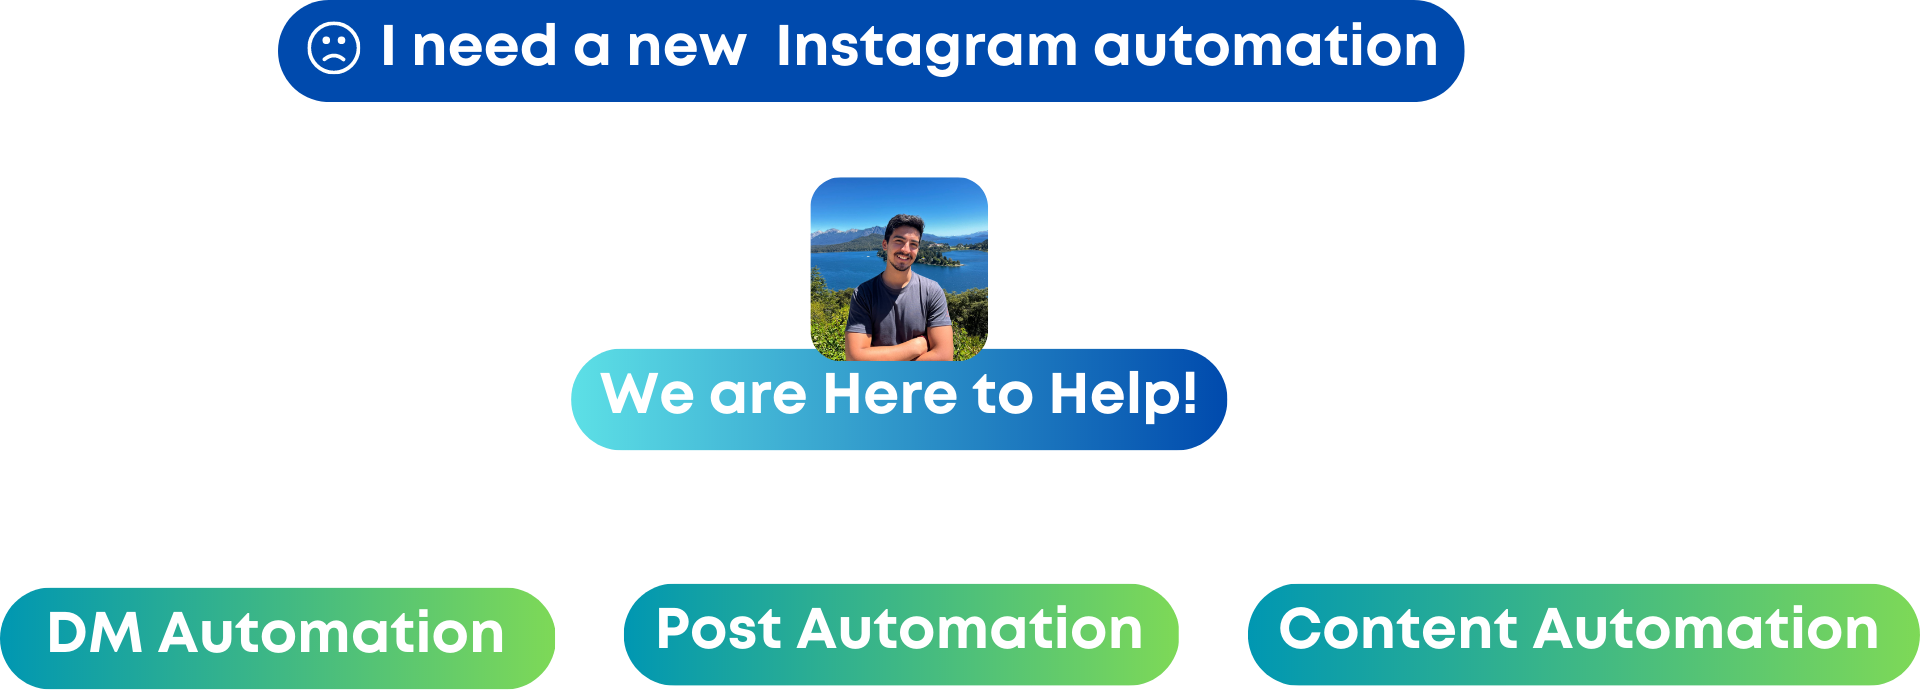 I need a new Instagram automation
We are Here to Help!
DM Automation
Post Automation
Content Automation